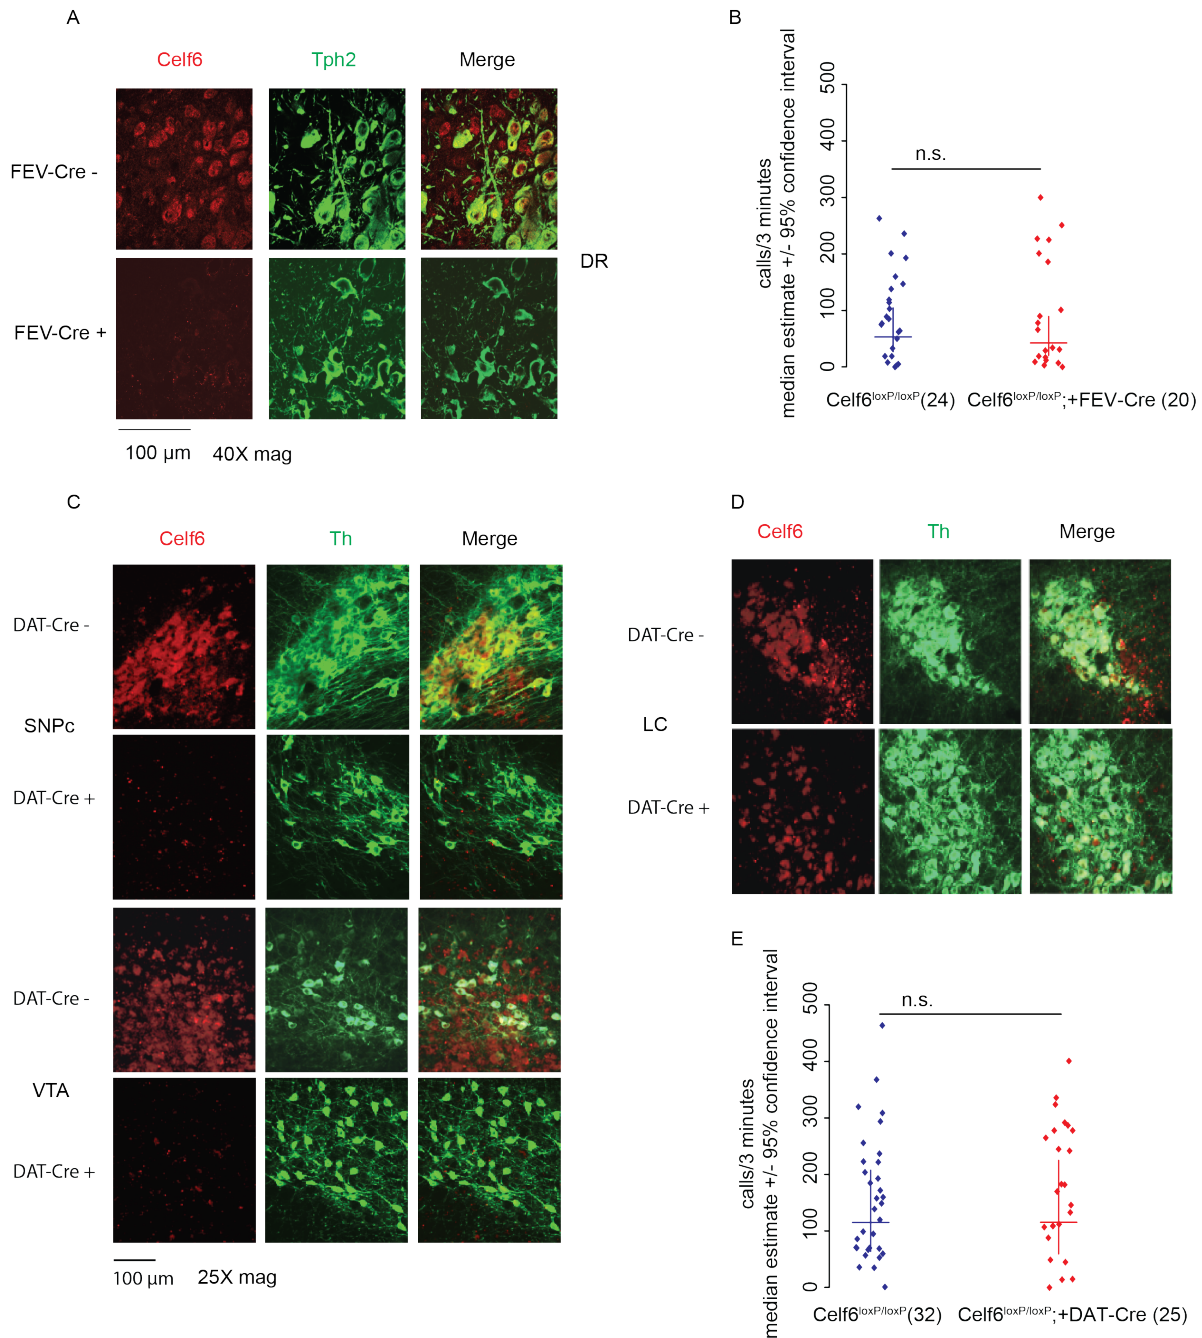 A
Celf6
Tph2
Merge
FEV-Cre -
FEV-Cre +
DR
100 µm
40X mag
B
calls/3 minutes
median estimate +/- 95% confidence interval
500
400
300
200
100
0
n.s.
Celf6loxP/loxP(24)
Celf6loxP/loxP;+FEV-Cre (20)
C
Celf6
Th
Merge
DAT-Cre -
SNPc
DAT-Cre +
DAT-Cre -
VTA
DAT-Cre +
100 µm
25X mag
D
Celf6
Th
Merge
DAT-Cre -
LC
DAT-Cre +
E
calls/3 minutes
median estimate +/- 95% confidence interval
500
400
300
200
100
0
n.s.
Celf6loxP/loxP(32)
Celf6loxP/loxP;+DAT-Cre (25)